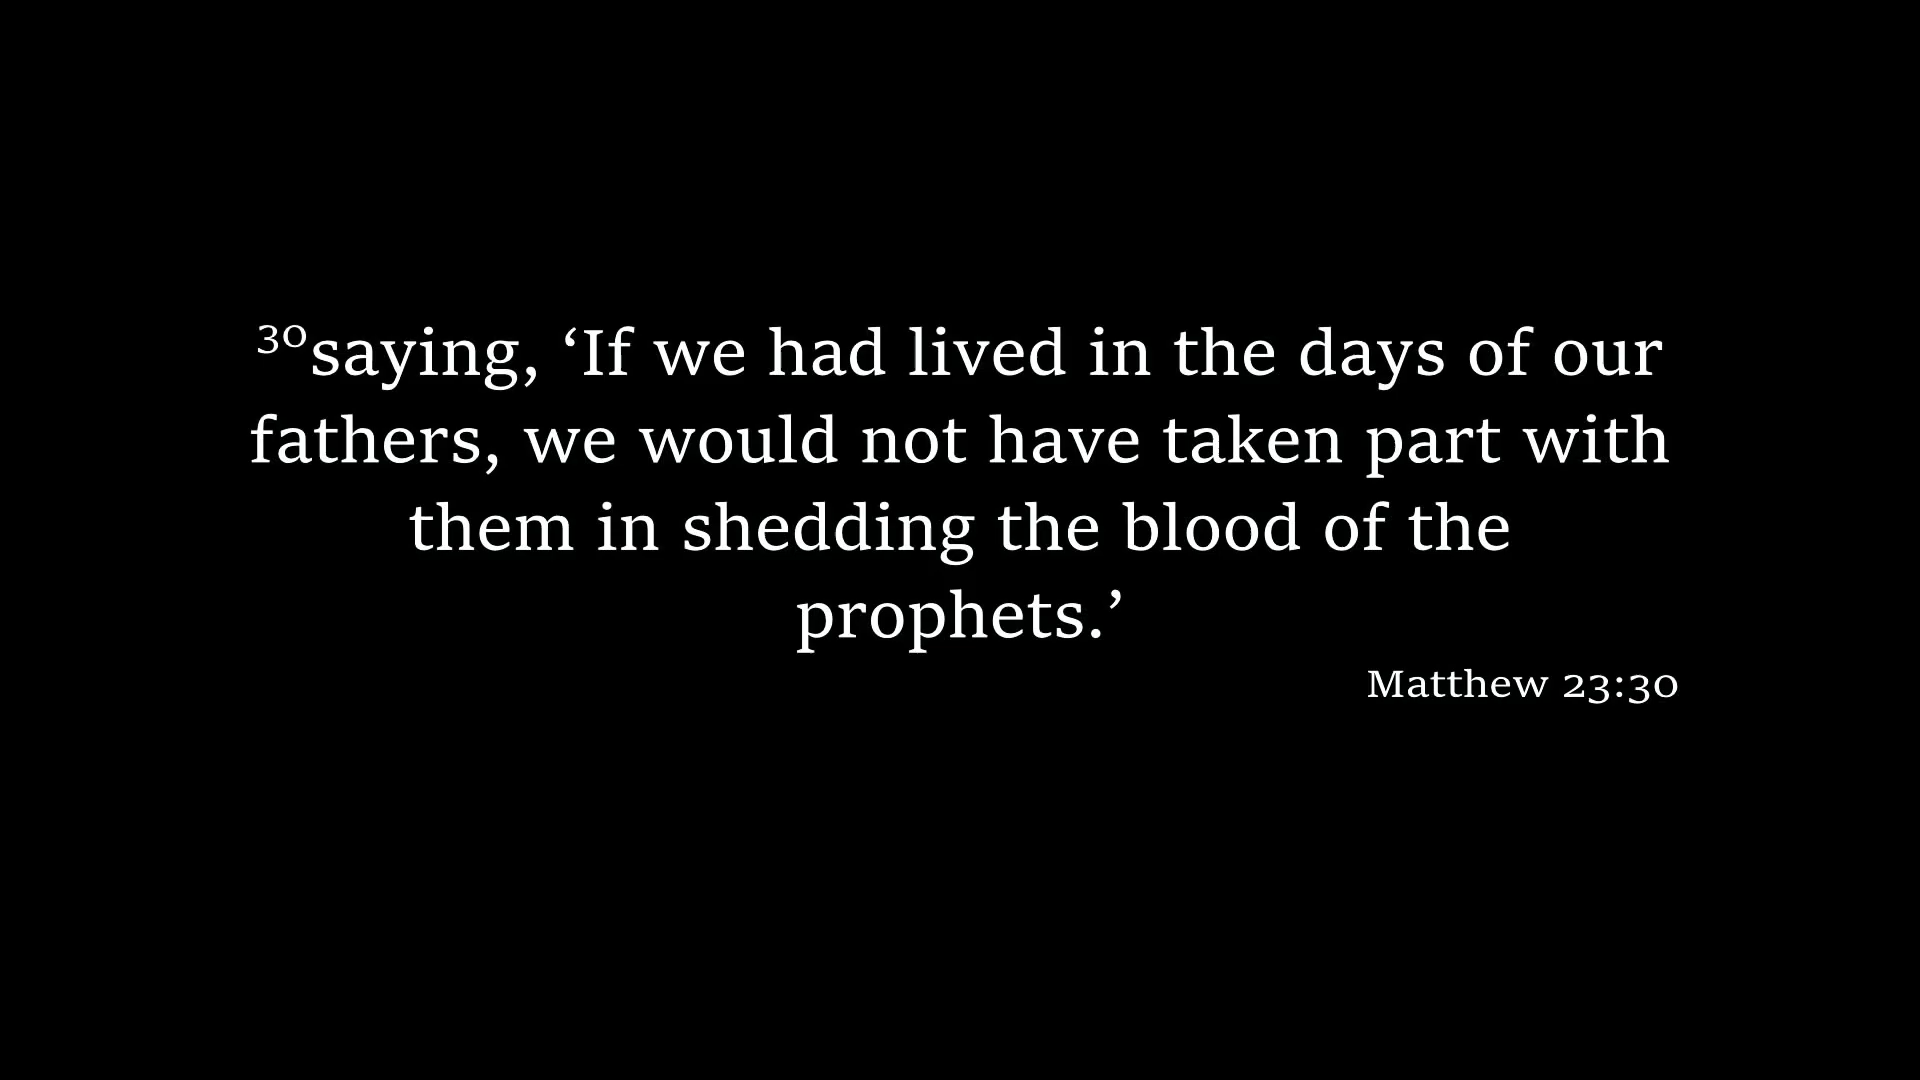 ³⁰saying, ‘If we had lived in the days of our
fathers, we would not have taken part with
them in shedding the blood of the
prophets.’
Matthew 23:30